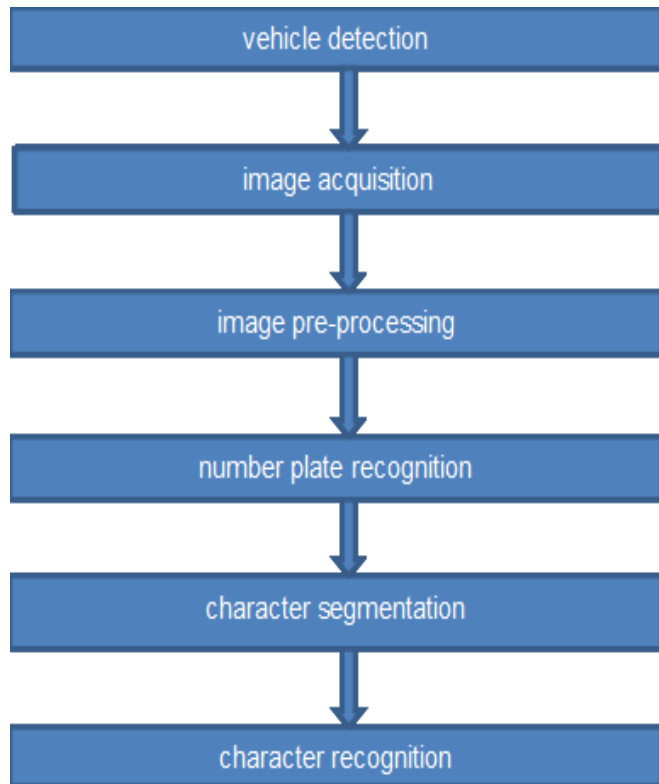 vehicle detection
image acquisition
image pre-processing
number plate recognition
character segmentation
character recognition